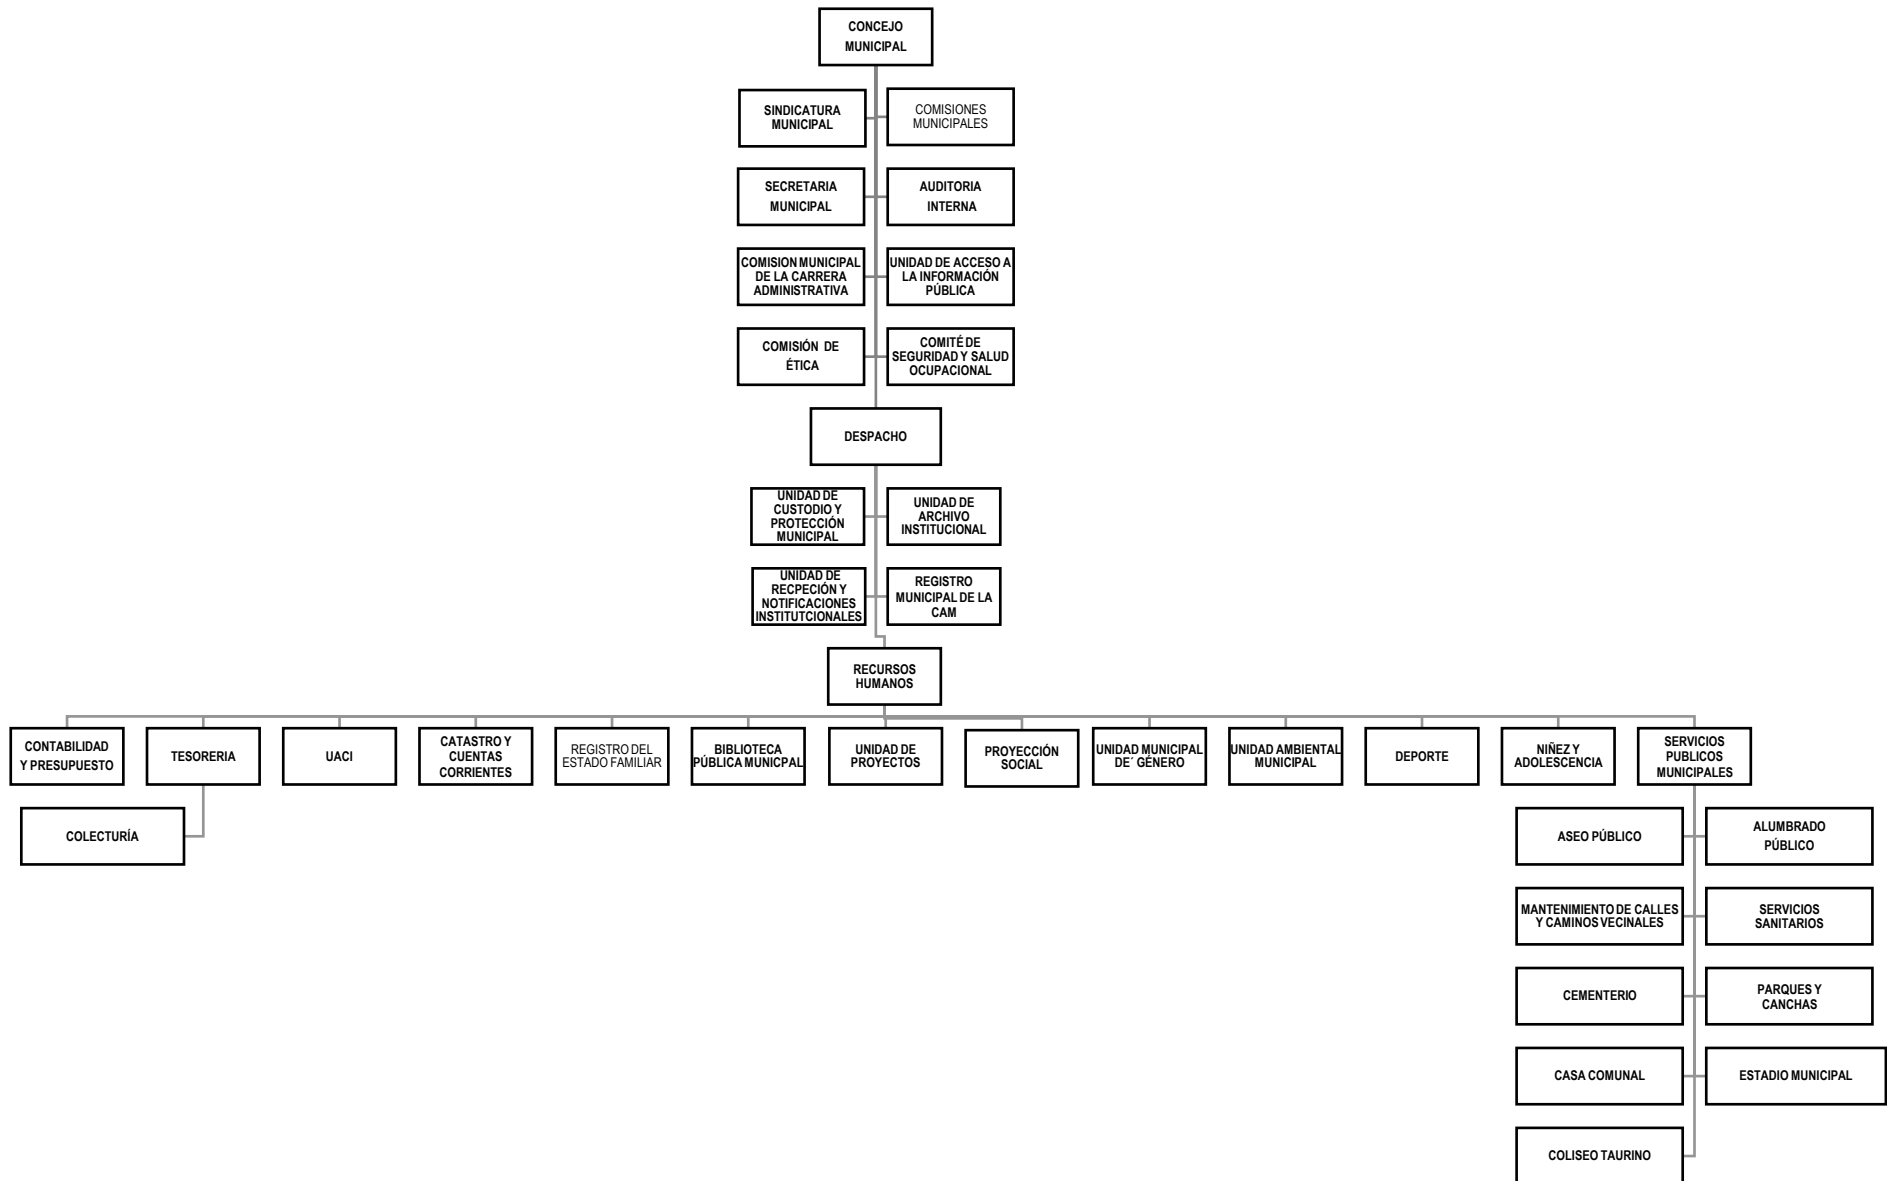 CONCEJO
MUNICIPAL
SINDICATURA
MUNICIPAL
COMISIONES
MUNICIPALES
SECRETARIA
MUNICIPAL
AUDITORIA
INTERNA
COMISION MUNICIPAL
DE LA CARRERA
ADMINISTRATIVA
UNIDAD DE ACCESO A
LA INFORMACIÓN
PÚBLICA
COMISIÓN DE
ÉTICA
COMITÉ DE
SEGURIDAD Y SALUD
OCUPACIONAL
DESPACHO
UNIDAD DE
CUSTODIO Y
PROTECCIÓN
MUNICIPAL
UNIDAD DE
ARCHIVO
INSTITUCIONAL
UNIDAD DE
RECPECIÓN Y
NOTIFICACIONES
INSTITUTCIONALES
REGISTRO
MUNICIPAL DE LA
CAM
RECURSOS
HUMANOS
CONTABILIDAD
Y PRESUPUESTO
TESORERIA
UACI
CATASTRO Y
CUENTAS
CORRIENTES
REGISTRO DEL
ESTADO FAMILIAR
BIBLIOTECA
PÚBLICA MUNICPAL
UNIDAD DE
PROYECTOS
PROYECCIÓN
SOCIAL
UNIDAD MUNICIPAL
DE´ GÉNERO
UNIDAD AMBIENTAL
MUNICIPAL
DEPORTE
NIÑEZ Y
ADOLESCENCIA
SERVICIOS
PUBLICOS
MUNICIPALES
COLECTURÍA
ASEO PÚBLICO
ALUMBRADO
PÚBLICO
MANTENIMIENTO DE CALLES
Y CAMINOS VECINALES
SERVICIOS
SANITARIOS
CEMENTERIO
PARQUES Y
CANCHAS
CASA COMUNAL
ESTADIO MUNICIPAL
COLISEO TAURINO